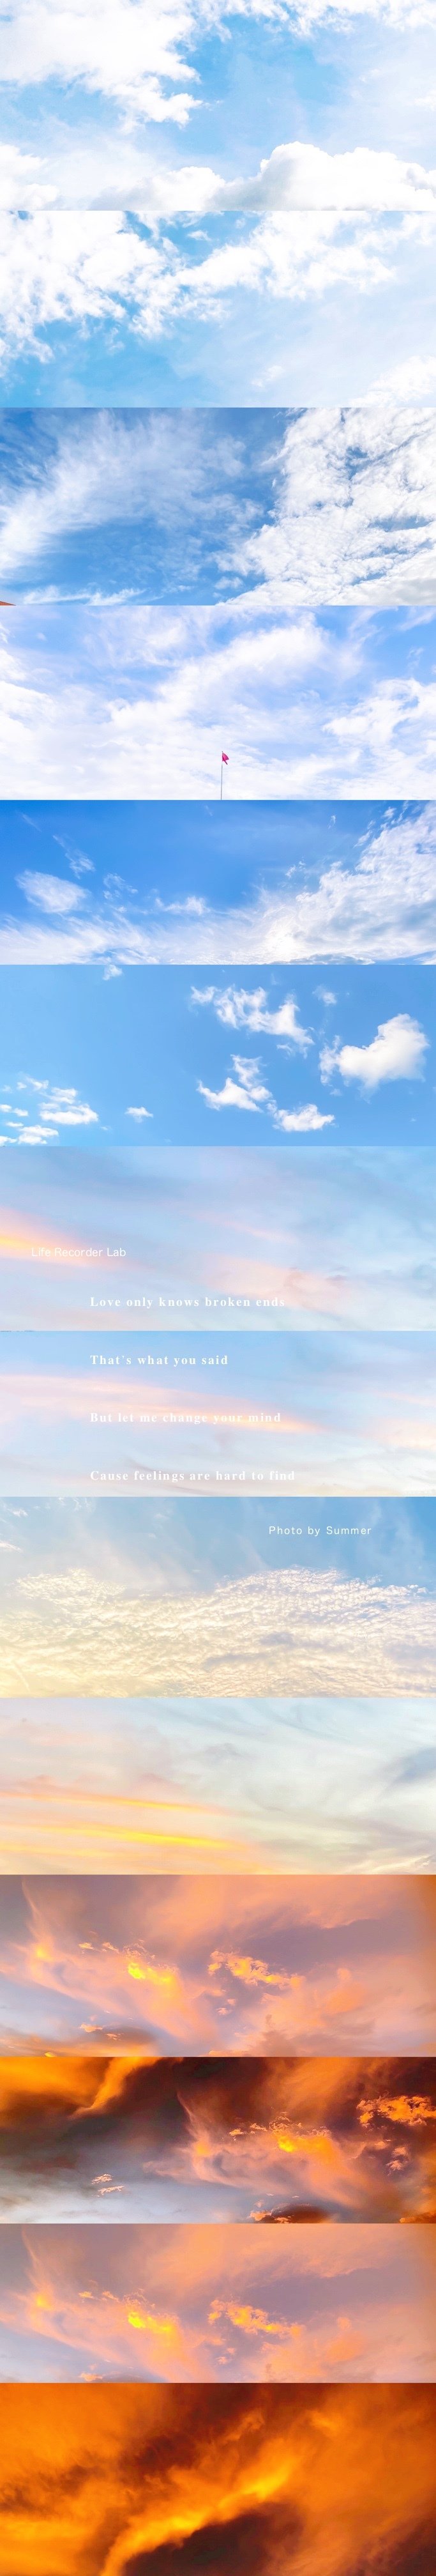 Life Recorder Lab
Love only knows broken ends
That's what you said
But let me change your mind
Cause feelings are hard to find
Photo by Summer